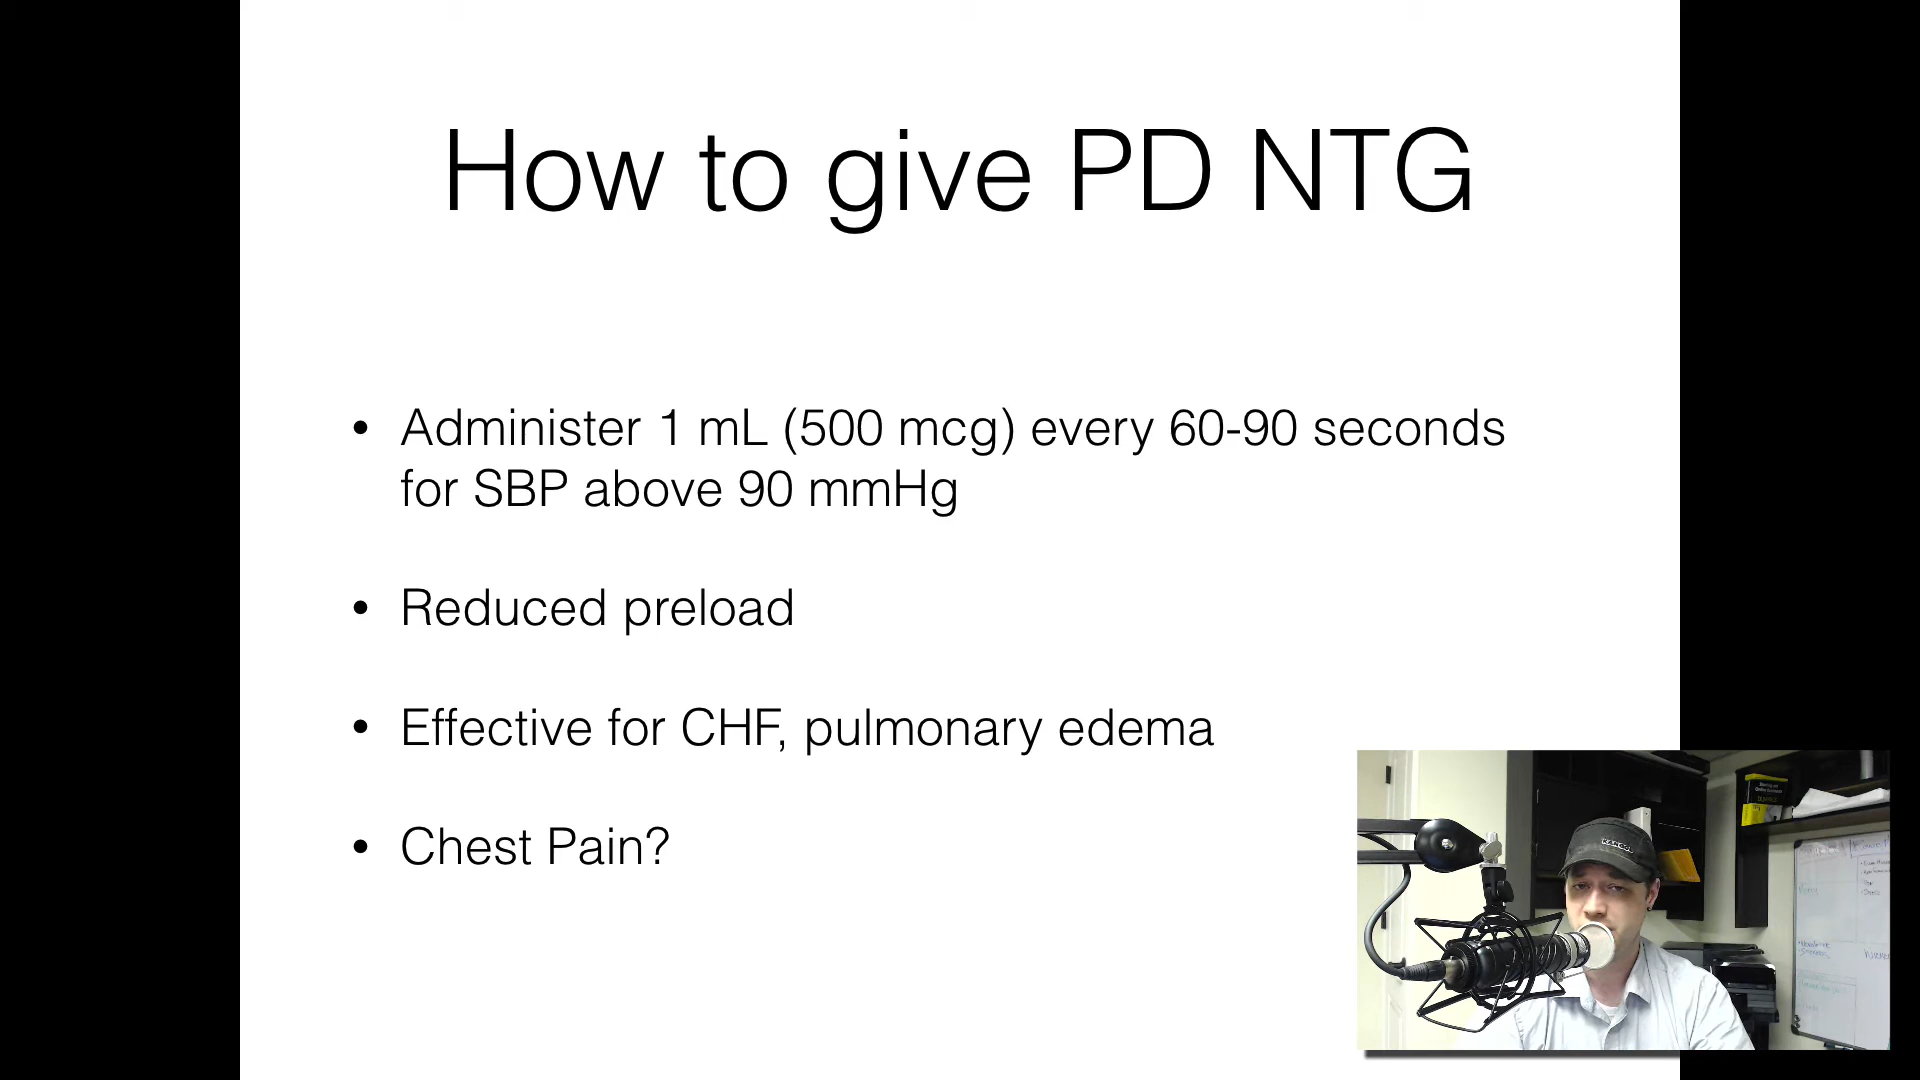 How to give PD NTG
• Administer 1 mL (500 mcg) every 60-90 seconds
for SBP above 90 mmHg
• Reduced preload
• Effective for CHF, pulmonary edema
• Chest Pain?
KANGOL